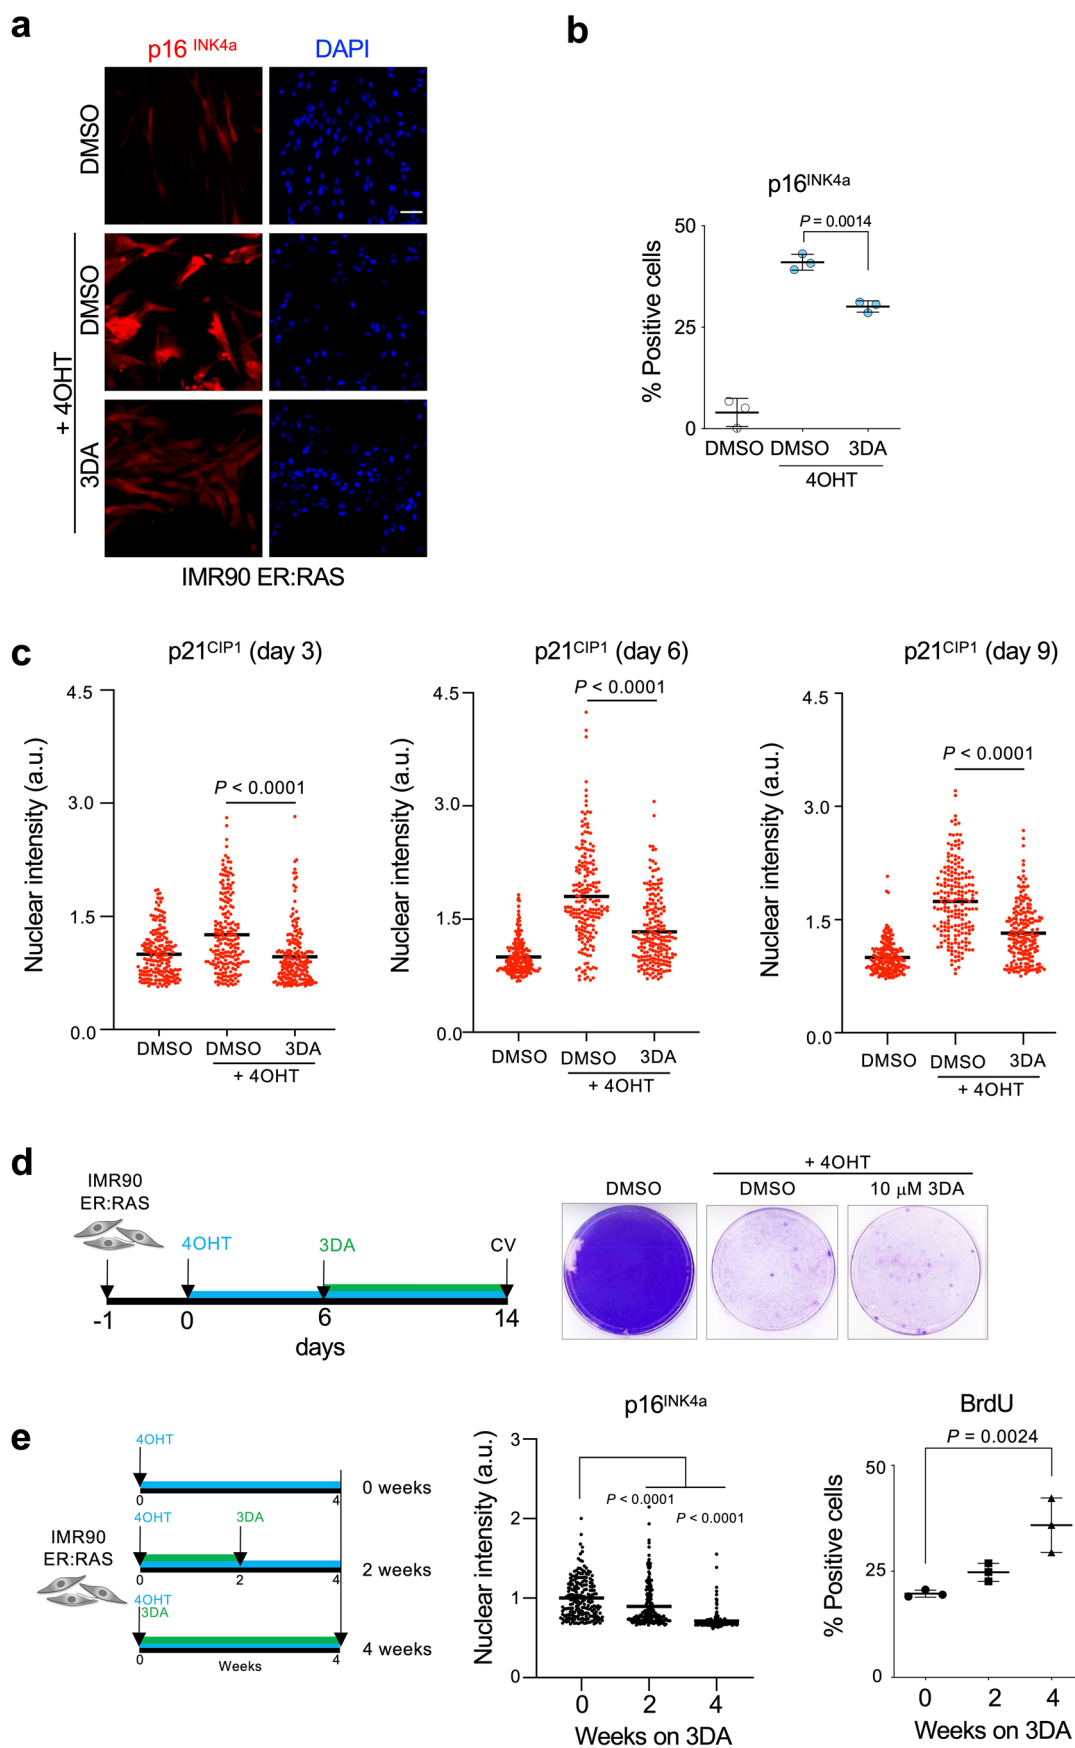 a
p16 INK4a
DAPI
DMSO
DMSO
3DA
+ 4OHT
IMR90 ER:RAS
b
p16INK4a
P = 0.0014
% Positive cells
50
25
0
DMSO DMSO 3DA
4OHT
c
p21CIP1 (day 3)
Nuclear intensity (a.u.)
4.5
3.0
1.5
0.0
P < 0.0001
DMSO DMSO 3DA
+ 4OHT
p21CIP1 (day 6)
Nuclear intensity (a.u.)
4.5
3.0
1.5
0.0
P < 0.0001
DMSO DMSO 3DA
+ 4OHT
p21CIP1 (day 9)
Nuclear intensity (a.u.)
4.5
3.0
1.5
0.0
P < 0.0001
DMSO DMSO 3DA
+ 4OHT
d
IMR90
ER:RAS
4OHT
3DA
CV
-1 0 6 14
days
+ 4OHT
DMSO DMSO 10 µM 3DA
e
IMR90
ER:RAS
4OHT
0 4
0 weeks
4OHT 3DA
0 2 4
2 weeks
4OHT
3DA
0 Weeks 4
4 weeks
p16INK4a
Nuclear intensity (a.u.)
3
2
1
0
P < 0.0001
P < 0.0001
0 2 4
Weeks on 3DA
BrdU
P = 0.0024
% Positive cells
50
25
0
0 2 4
Weeks on 3DA